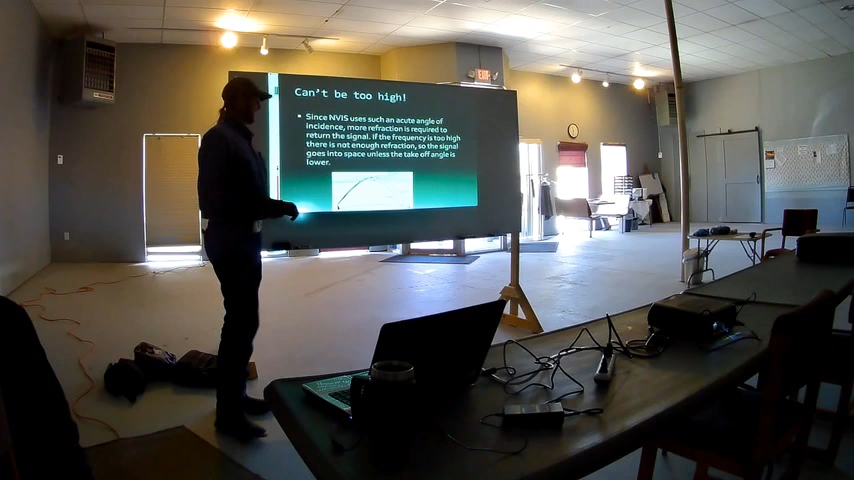 Can't be too high!
Since NVIS uses such an acute angle of
incidence, more refraction is required to
return the signal. If the frequency is too high
there is not enough refraction, so the signal
goes into space unless the take off angle is
lower.
EXIT